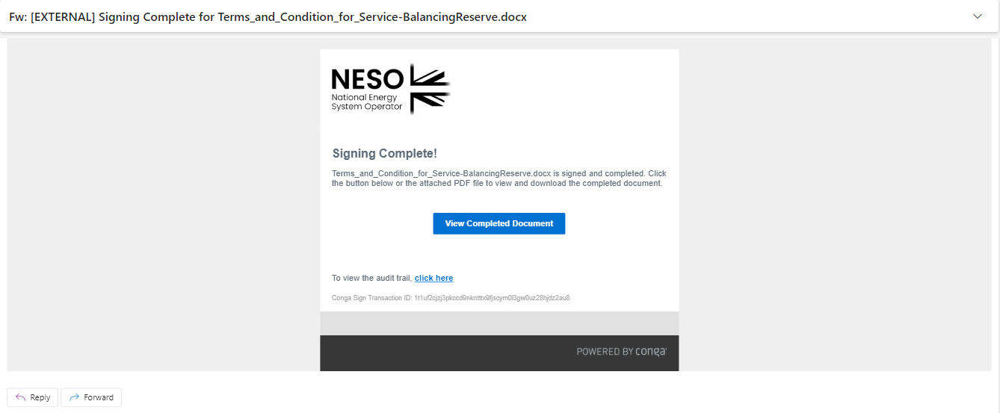 Fw: [EXTERNAL] Signing Complete for Terms_and_Condition_for_Service-BalancingReserve.docx
NESO
National Energy
System Operator
Signing Complete!
Terms_and_Condition_for_Service-BalancingReserve.docx is signed and completed. Click
the button below or the attached PDF file to view and download the completed document.
View Completed Document
To view the audit trail, click here
Conga Sign Transaction ID: 1t1uf2cjzj3pkccd9nkntttx9fjscym0l3gw0uz28hjdz2au8
POWERED BY conga
Reply
Forward